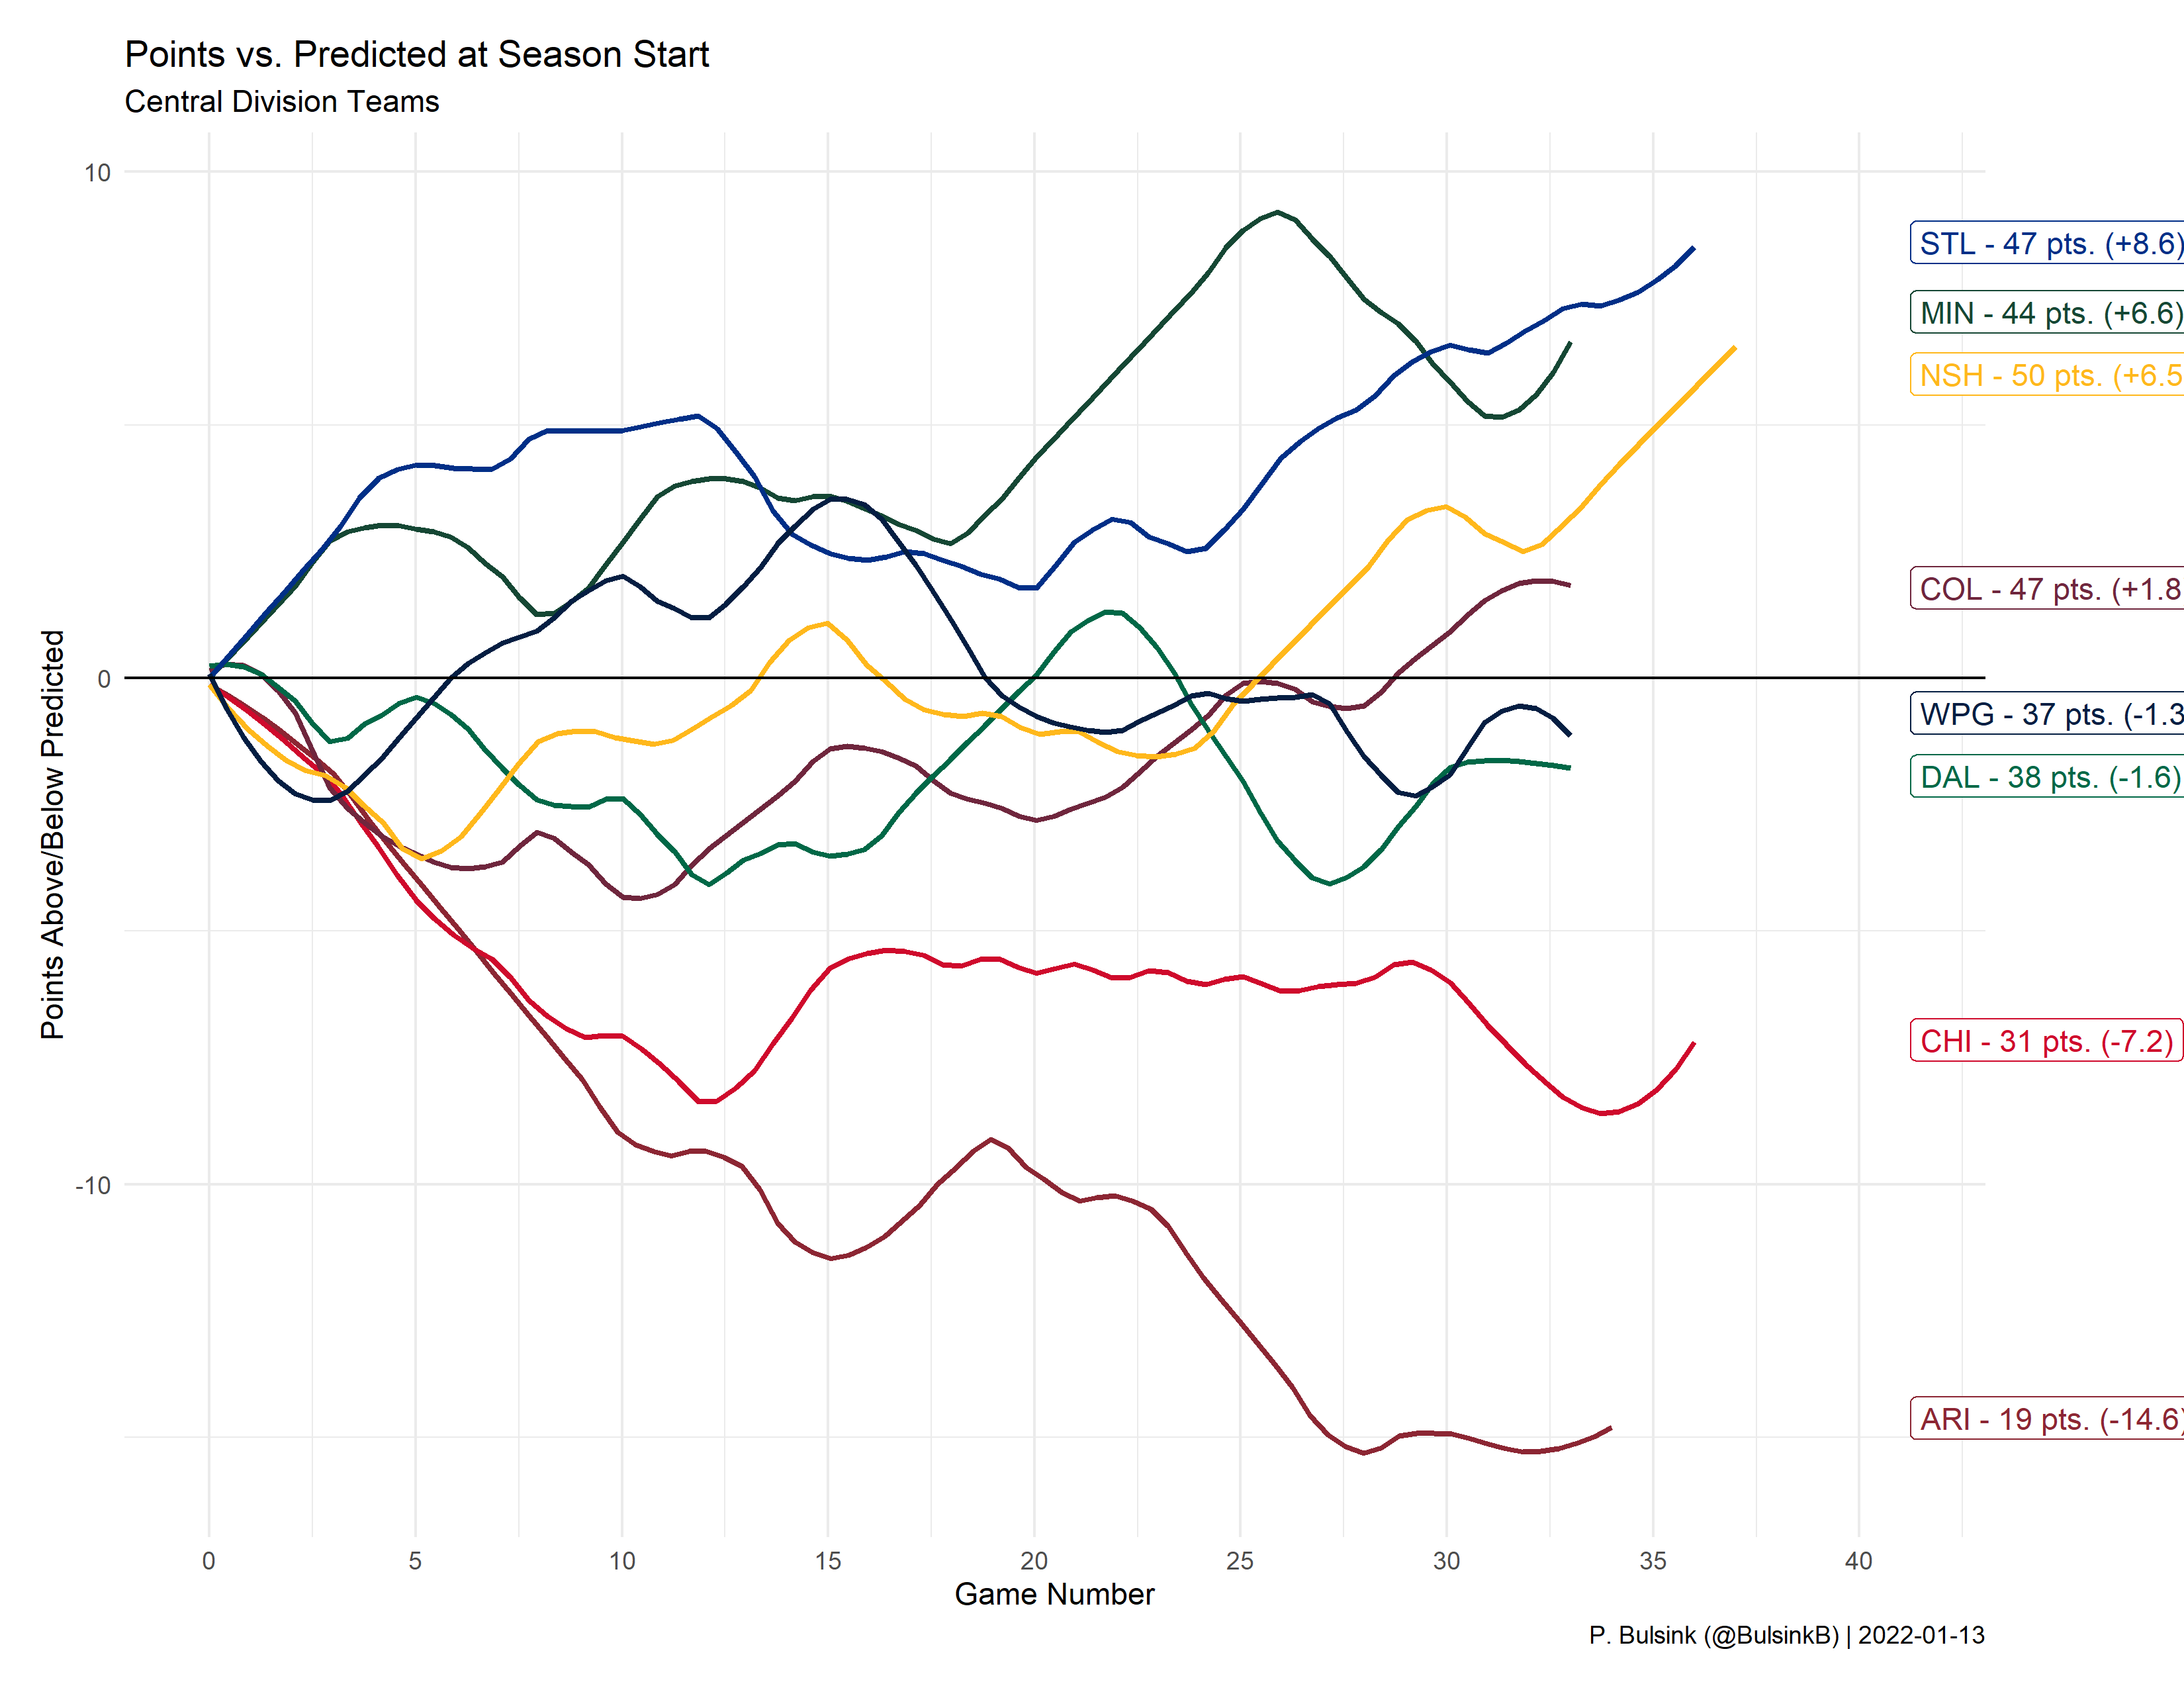 Points vs. Predicted at Season Start
Central Division Teams
Points Above/Below Predicted
10
0
-10
STL - 47 pts. (+8.6)
MIN - 44 pts. (+6.6)
NSH - 50 pts. (+6.5
COL - 47 pts. (+1.8
WPG - 37 pts. (-1.3
DAL - 38 pts. (-1.6)
CHI - 31 pts. (-7.2)
ARI - 19 pts. (-14.6)
0 5 10 15 20 25 30 35 40
Game Number
P. Bulsink (@BulsinkB) | 2022-01-13